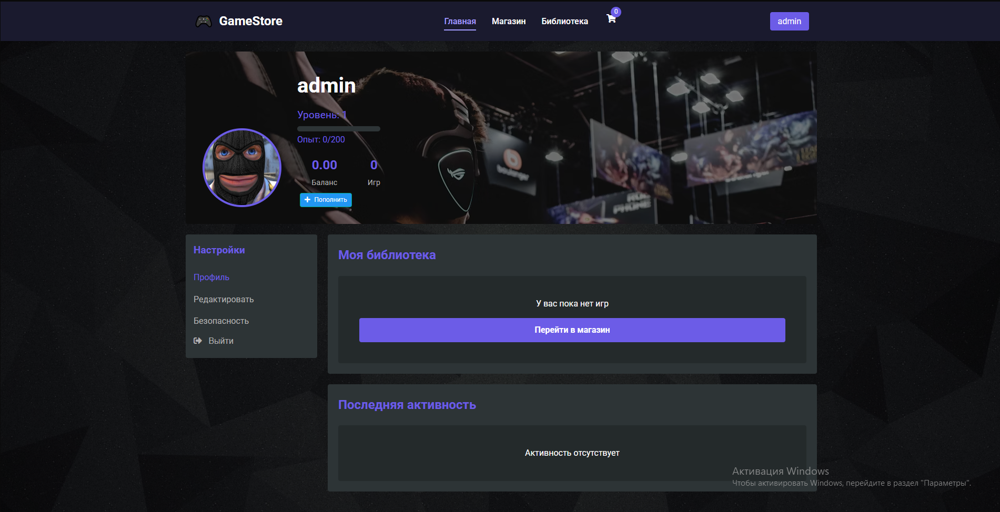 GameStore
Главная
Магазин
Библиотека
0
admin
admin
Уровень: 1
Опыт: 0/200
0.00
0
Баланс
Игр
Пополнить
PHONE
Настройки
Профиль
Редактировать
Безопасность
Выйти
Моя библиотека
У вас пока нет игр
Перейти в магазин
Последняя активность
Активность отсутствует
Активация Windows
Чтобы активировать Windows, перейдите в раздел "Параметры".